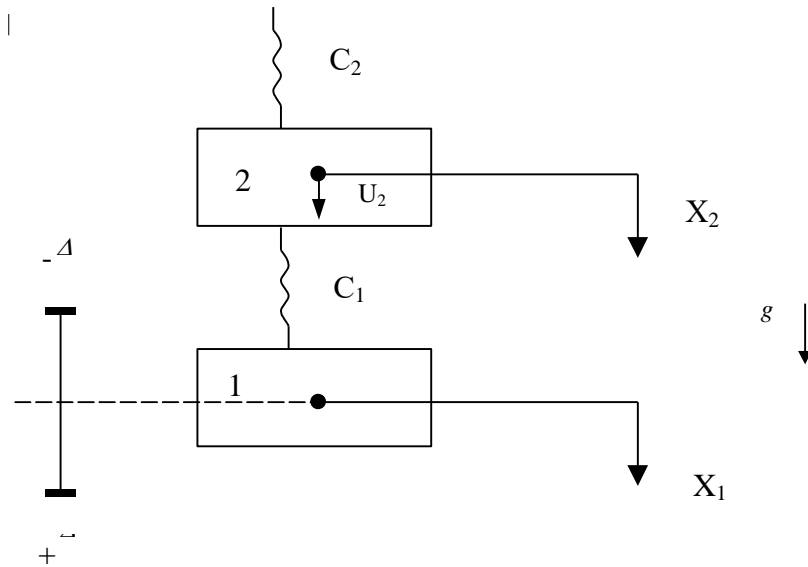 |
C₂
2
U₂
X₂
- Δ
C₁
g
1
X₁
+